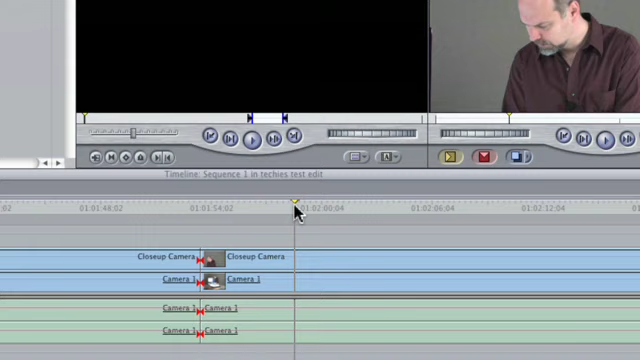 A
Timeline: Sequence 1 in techies test edit
:02 01:01:48;02 01:01:54;02 01:02:00;04 01:02:06;04 01:02:12;04
Closeup Camera Closeup Camera
Camera 1 Camera 1
Camera 1 Camera 1
Camera 1 Camera 1